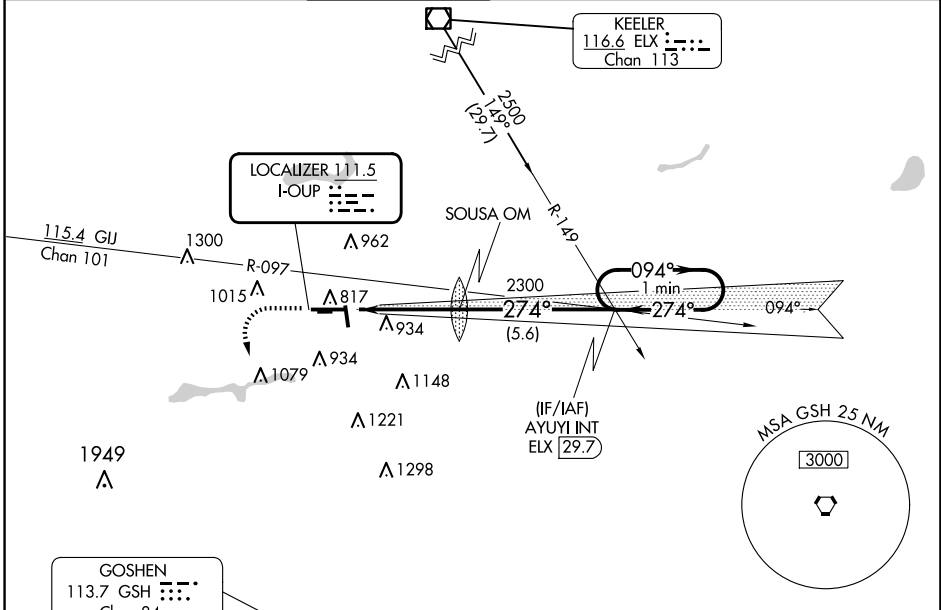 KEELER
116.6 ELX
Chan 113
2500
149°
(29.7)
LOCALIZER 111.5
I-OUP
SOUSA OM
R-149
115.4 GIJ
Chan 101
1300
962
R-097
094°
1 min
2300
1015
817
274°
274°
094°
934
(5.6)
934
1079
1148
(IF/IAF)
AYUYI INT
ELX 29.7
1221
MSA GSH 25 NM
1949
1298
3000
GOSHEN
113.7 GSH